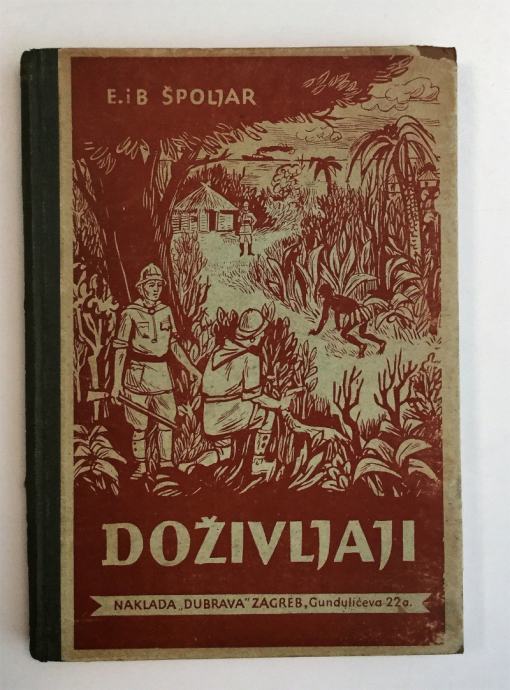 E. i B ŠPOLJAR
DOŽIVLJAJI
NAKLADA „DUBRAVA" ZAGREB, Gundulićeva 22a.